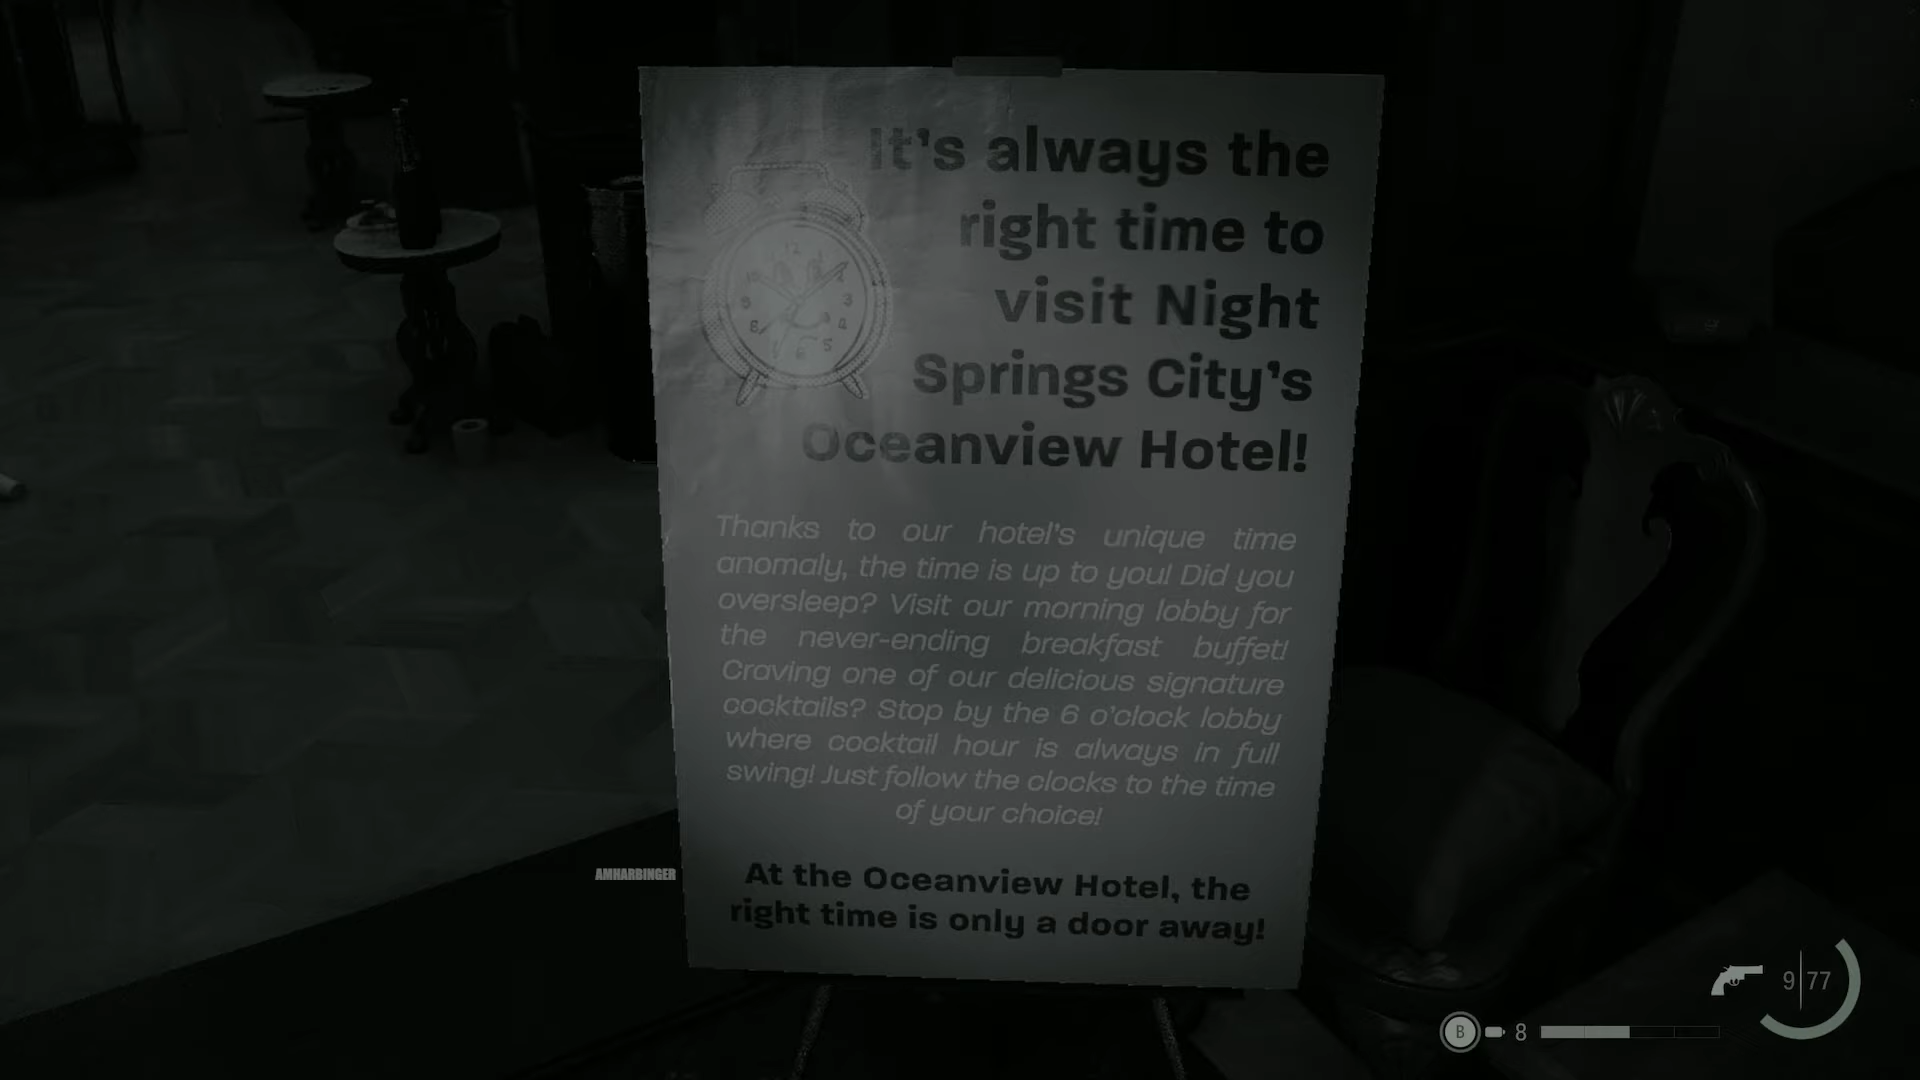 It's always the
right time to
visit Night
Springs City's
Oceanview Hotel!
Thanks to our hotel's unique time
anomaly, the time is up to you! Did you
oversleep? Visit our morning lobby for
the never-ending breakfast buffet!
Craving one of our delicious signature
cocktails? Stop by the 6 o'clock lobby
where cocktail hour is always in full
swing! Just follow the clocks to the time
of your choice!
At the Oceanview Hotel, the
right time is only a door away!
AMHARBINGER
9 77
B 8